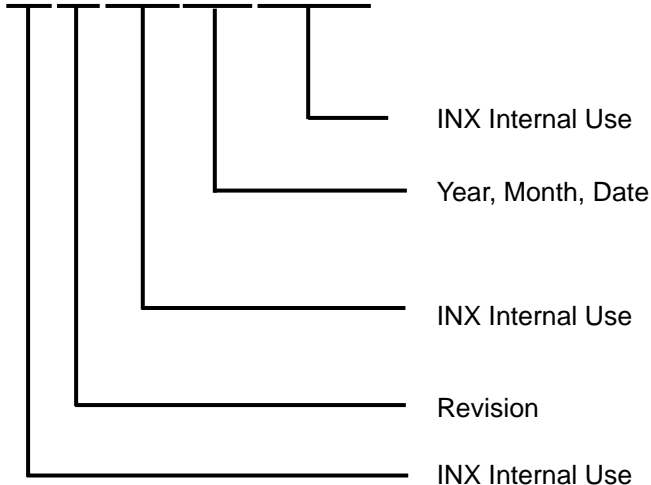 INX Internal Use
Year, Month, Date
INX Internal Use
Revision
INX Internal Use